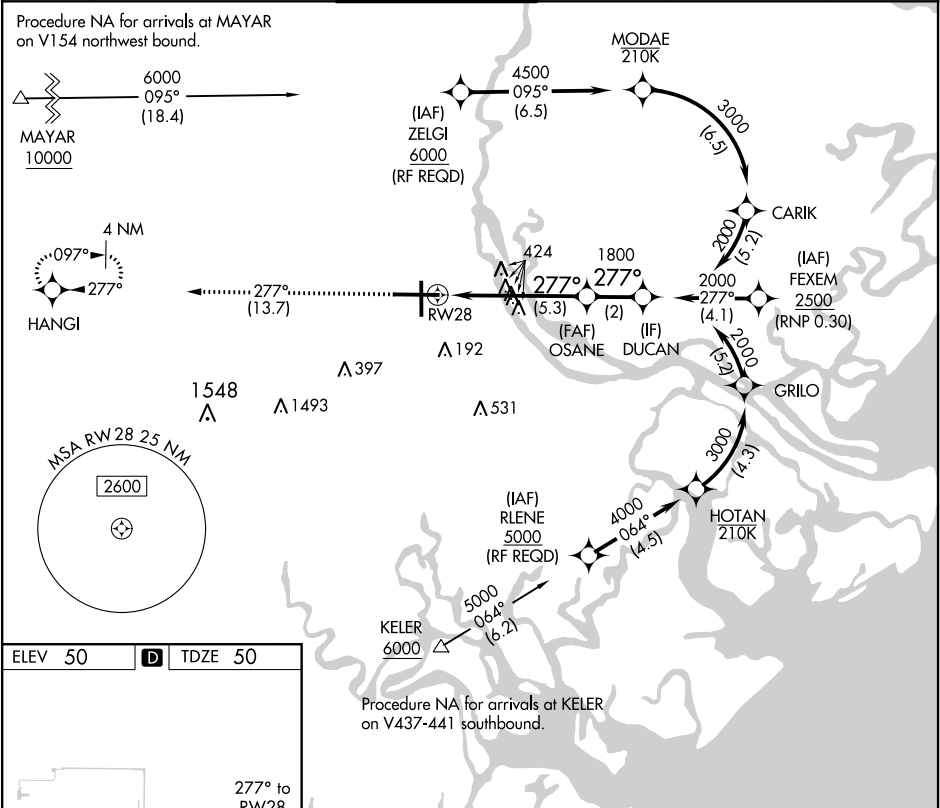 Procedure NA for arrivals at MAYAR
on V154 northwest bound.
MODAE
210K
6000
095°
(18.4)
MAYAR
10000
4500
095°
(6.5)
(IAF)
ZELGI
6000
(RF REQD)
3000
(6.5)
CARIK
2000
(5.2)
4 NM
097°
277°
HANGI
277°
(13.7)
RW28
424
277°
(5.3)
1800
277°
(2)
(FAF)
OSANE
(IF)
DUCAN
2000
277°
(4.1)
(IAF)
FEXEM
2500
(RNP 0.30)
192
397
1548
1493
531
2000
(5.2)
GRILO
3000
(4.3)
MSA RW28 25 NM
2600
(IAF)
RLENE
5000
(RF REQD)
4000
064°
(4.5)
HOTAN
210K
5000
064°
(6.2)
KELER
6000
ELEV 50 D TDZE 50
Procedure NA for arrivals at KELER
on V437-441 southbound.
277° to
RW28